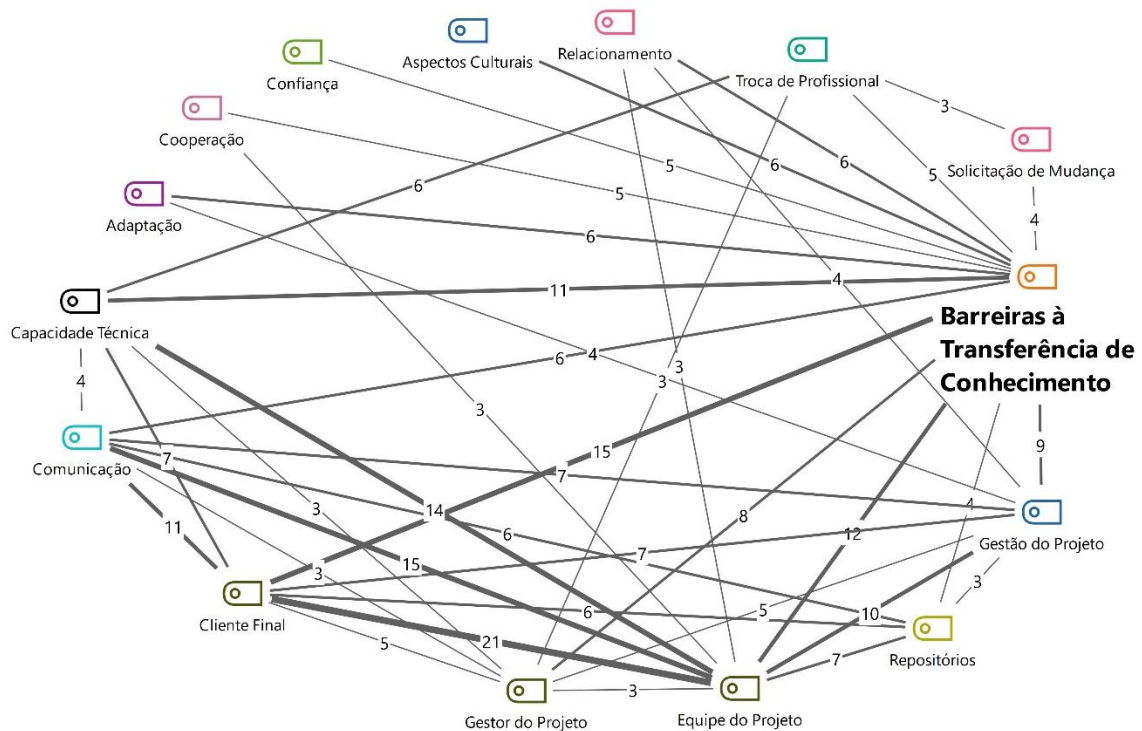 Relacionamento
Aspectos Culturais
Troca de Profissional
Confiança
3
Cooperação
Solicitação de Mudança
5
6
6
5
6
5
Adaptação
4
6
11
4
Capacidade Técnica
Barreiras à
Transferência de
Conhecimento
6
4
3
4
3
3
9
Comunicação
15
7
7
3
14
8
4
11
6
12
7
15
3
Gestão do Projeto
3
Cliente Final
6
5
10
21
5
7
Repositórios
3
Gestor do Projeto
Equipe do Projeto